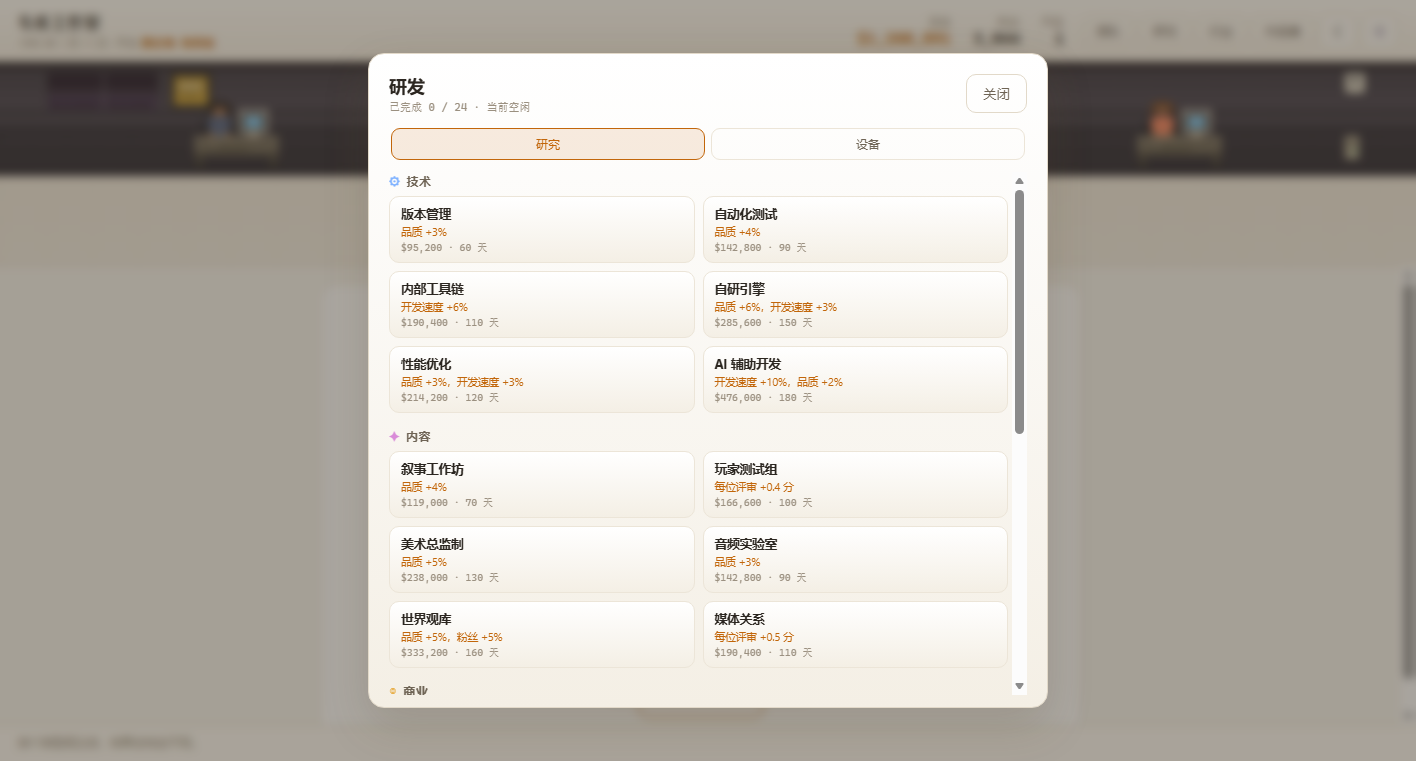 研发
已完成 0 / 24 · 当前空闲
关闭
研究
设备
技术
版本管理
品质 +3%
$95,200 · 60 天
自动化测试
品质 +4%
$142,800 · 90 天
内部工具链
开发速度 +6%
$190,400 · 110 天
自研引擎
品质 +6%，开发速度 +3%
$285,600 · 150 天
性能优化
品质 +3%，开发速度 +3%
$214,200 · 120 天
AI 辅助开发
开发速度 +10%，品质 +2%
$476,000 · 180 天
内容
叙事工作坊
品质 +4%
$119,000 · 70 天
玩家测试组
每位评审 +0.4 分
$166,600 · 100 天
美术总监制
品质 +5%
$238,000 · 130 天
音频实验室
品质 +3%
$142,800 · 90 天
世界观库
品质 +5%，粉丝 +5%
$333,200 · 160 天
媒体关系
每位评审 +0.5 分
$190,400 · 110 天
商业